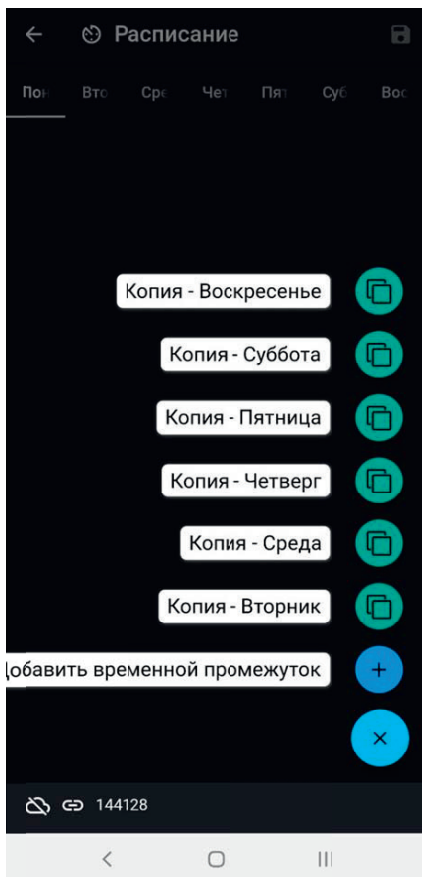 Расписание
Пон Вто Сре Чет Пят Суб Вос
Копия - Воскресенье
Копия - Суббота
Копия - Пятница
Копия - Четверг
Копия - Среда
Копия - Вторник
Добавить временной промежуток
144128